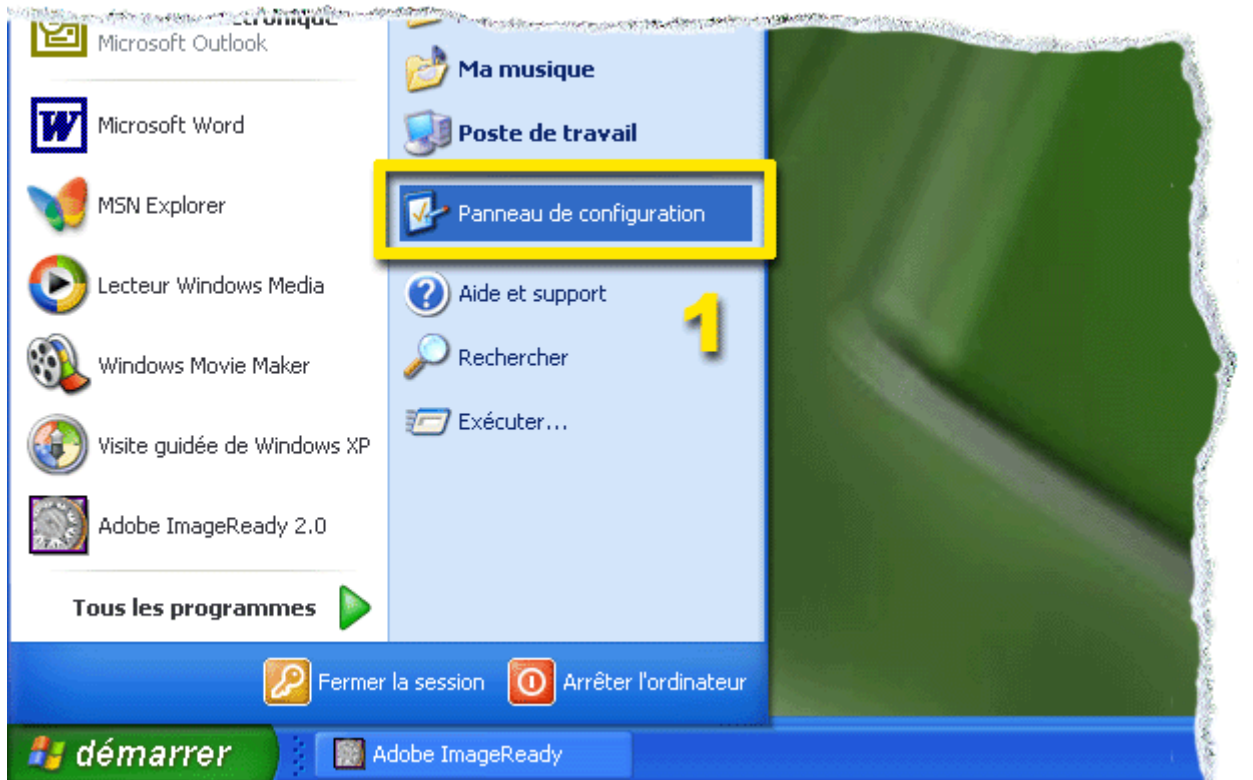 électronique
Microsoft Outlook
Microsoft Word
MSN Explorer
Lecteur Windows Media
Windows Movie Maker
Visite guidée de Windows XP
Adobe ImageReady 2.0
Tous les programmes
Ma musique
Poste de travail
Panneau de configuration
1
Aide et support
Rechercher
Exécuter...
Fermer la session
Arrêter l'ordinateur
démarrer
Adobe ImageReady